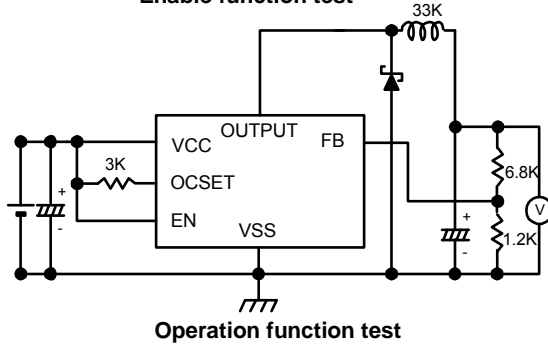 Enable function test
33K
OUTPUT
VCC
FB
3K
OCSET
6.8K
+
EN
V
-
VSS
+
1.2K
-
Operation function test